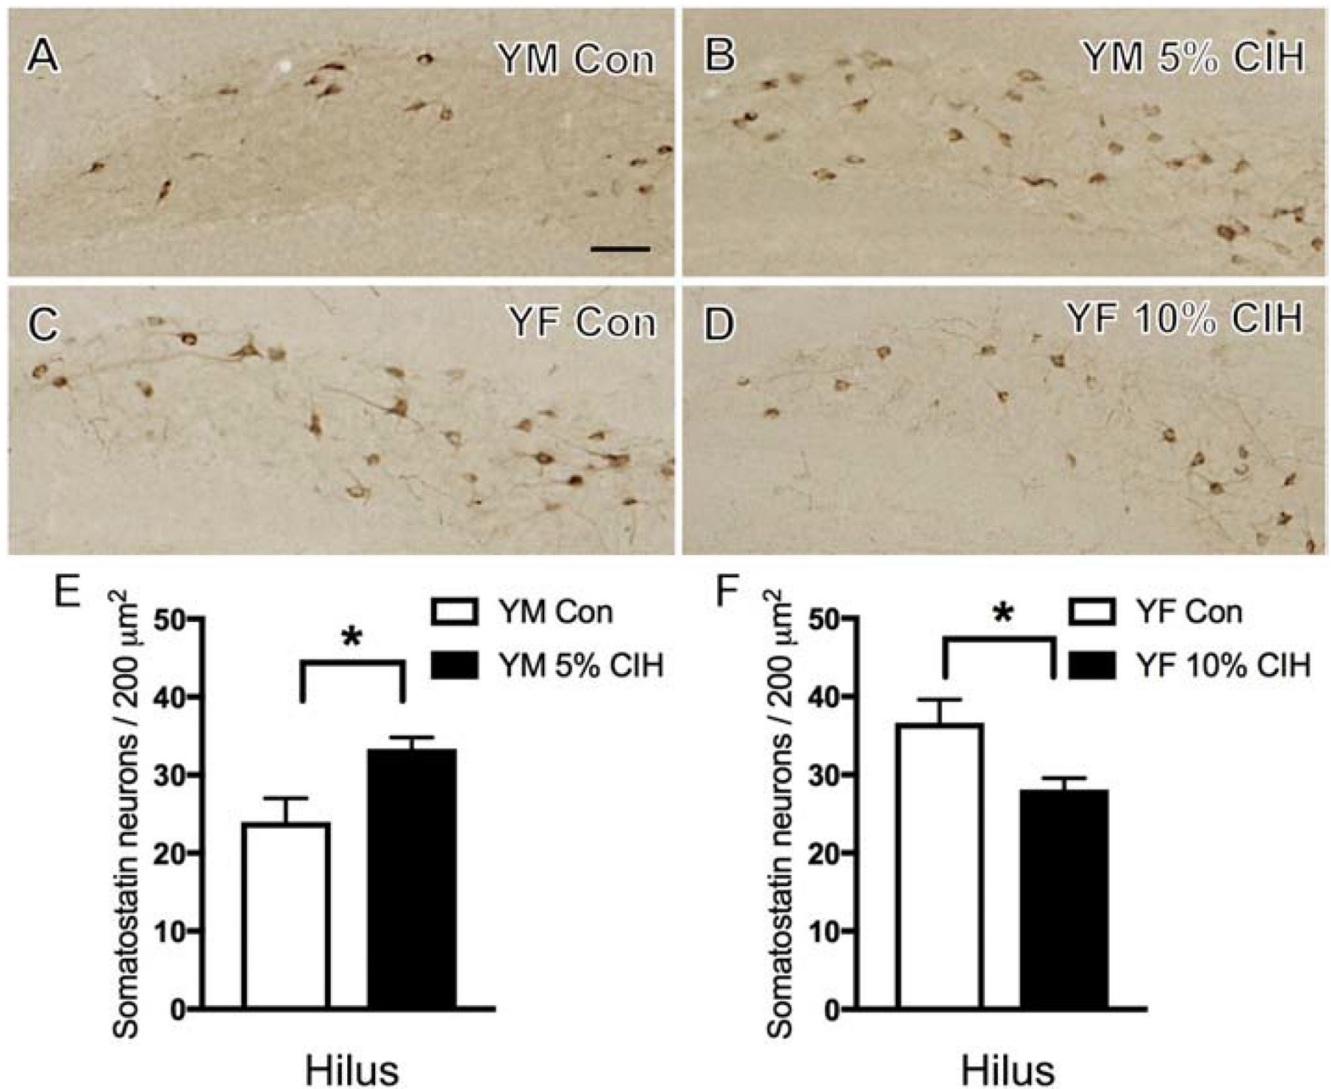 A
YM Con
B
YM 5% CIH
C
YF Con
D
YF 10% CIH
E
Somatostatin neurons / 200 μm²
50
40
30
20
10
0
*
YM Con
YM 5% CIH
Hilus
F
Somatostatin neurons / 200 μm²
50
40
30
20
10
0
*
YF Con
YF 10% CIH
Hilus